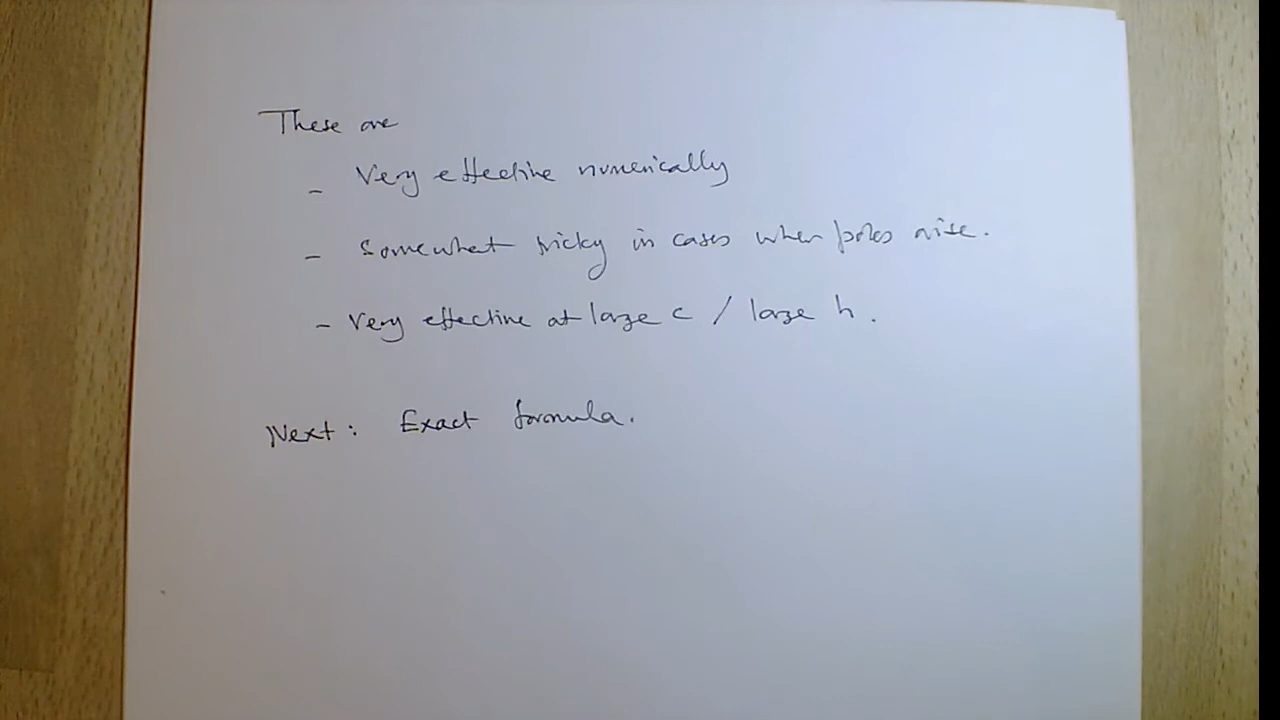 These are
- Very effective numerically
- Somewhat tricky in cases when poles arise.
- Very effective at large c / large h.
Next: Exact formula.